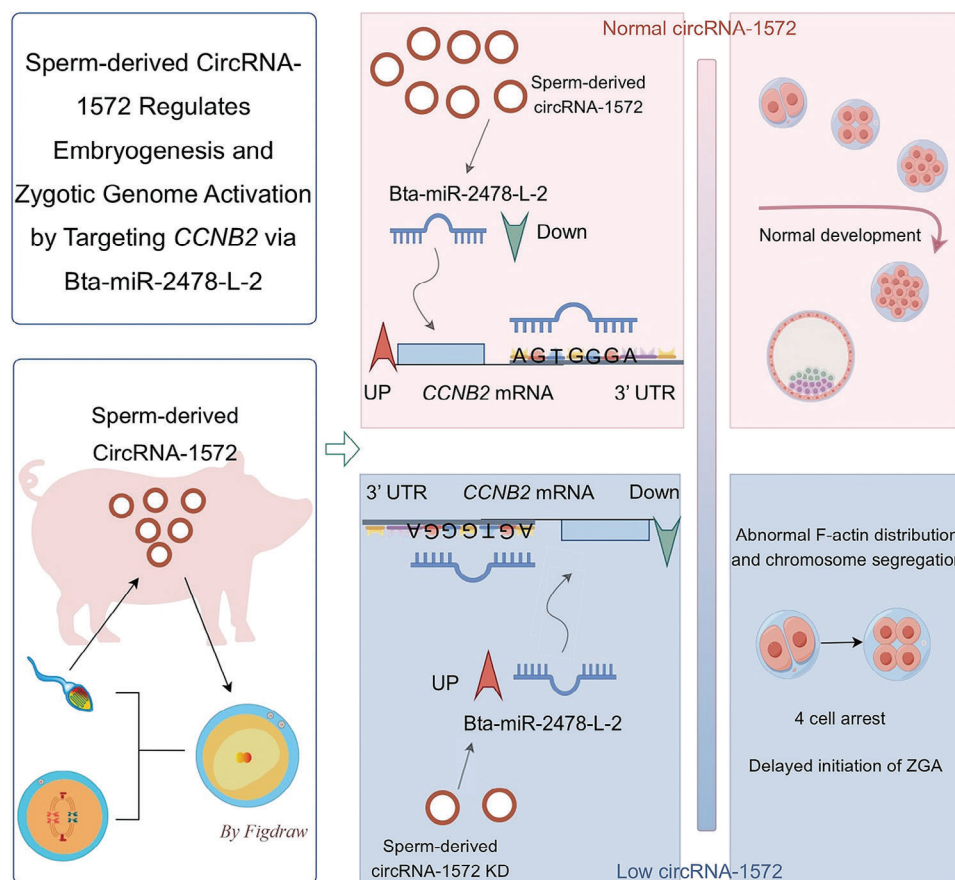 Sperm-derived CircRNA-
1572 Regulates
Embryogenesis and
Zygotic Genome Activation
by Targeting CCNB2 via
Bta-miR-2478-L-2
Sperm-derived
CircRNA-1572
By Figdraw
Normal circRNA-1572
Sperm-derived
circRNA-1572
Bta-miR-2478-L-2
Down
AGTGGGA
UP
CCNB2 mRNA
3' UTR
Normal development
3' UTR
CCNB2 mRNA
Down
AGTGGGA
UP
Bta-miR-2478-L-2
Sperm-derived
circRNA-1572 KD
Abnormal F-actin distribution
and chromosome segregation
4 cell arrest
Delayed initiation of ZGA
Low circRNA-1572